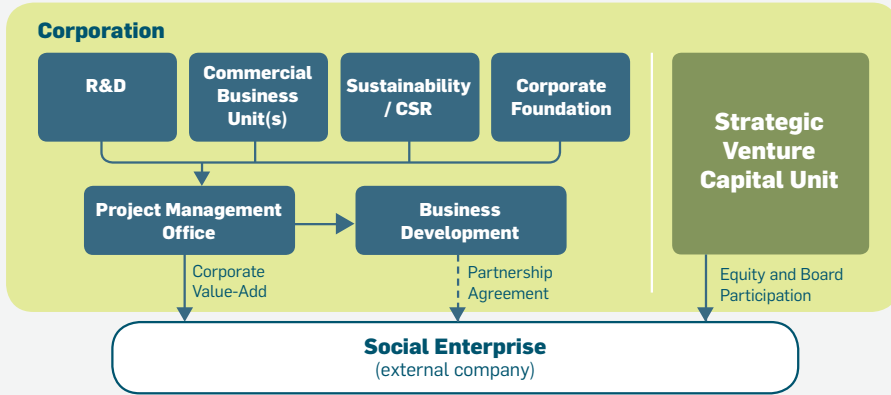 Corporation
R&D
Commercial
Business
Unit(s)
Sustainability
/ CSR
Corporate
Foundation
Strategic
Venture
Capital Unit
Project Management
Office
Business
Development
Corporate
Value-Add
Partnership
Agreement
Equity and Board
Participation
Social Enterprise
(external company)